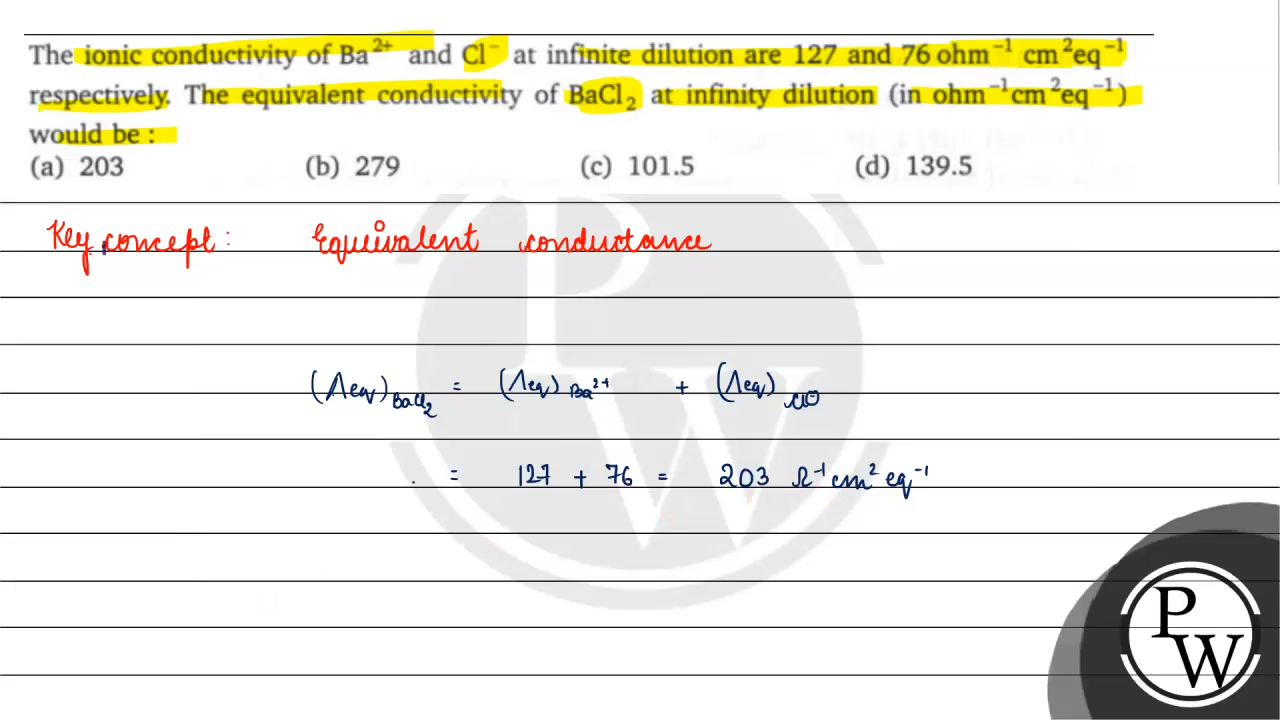 The ionic conductivity of Ba²⁺ and Cl⁻ at infinite dilution are 127 and 76 ohm⁻¹ cm²eq⁻¹
respectively. The equivalent conductivity of BaCl₂ at infinity dilution (in ohm⁻¹cm²eq⁻¹)
would be :
(a) 203 (b) 279 (c) 101.5 (d) 139.5
Key concept: Equivalent conductance
(Λeq)BaCl₂ = (Λeq)Ba²⁺ + (Λeq)Cl⊖
= 127 + 76 = 203 Ω⁻¹ cm² eq⁻¹
PW
PW